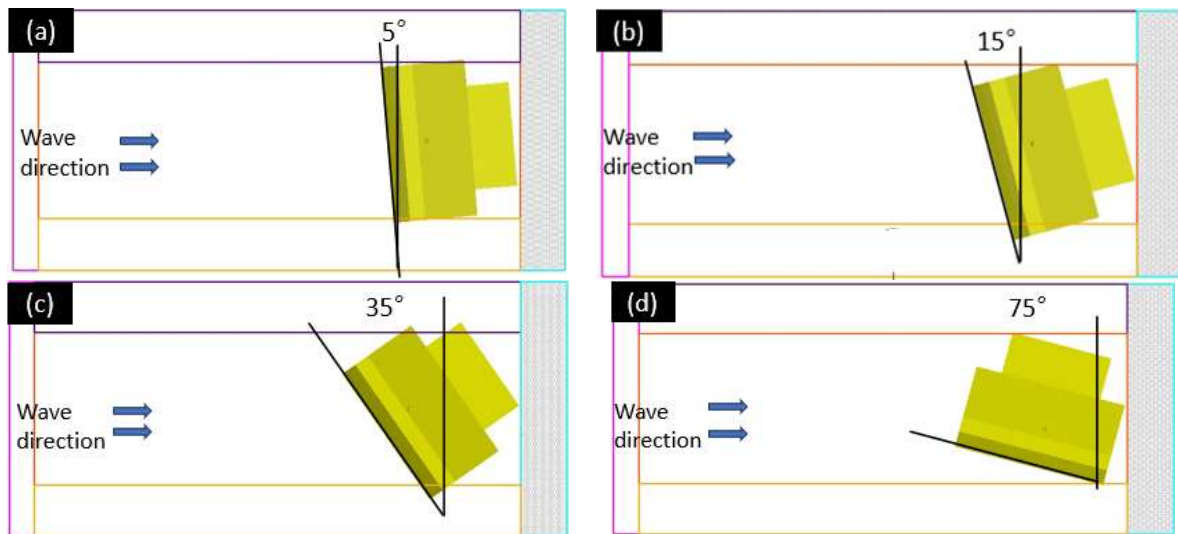 (a)
5°
Wave
direction
(b)
15°
Wave
direction
(c)
35°
Wave
direction
(d)
75°
Wave
direction